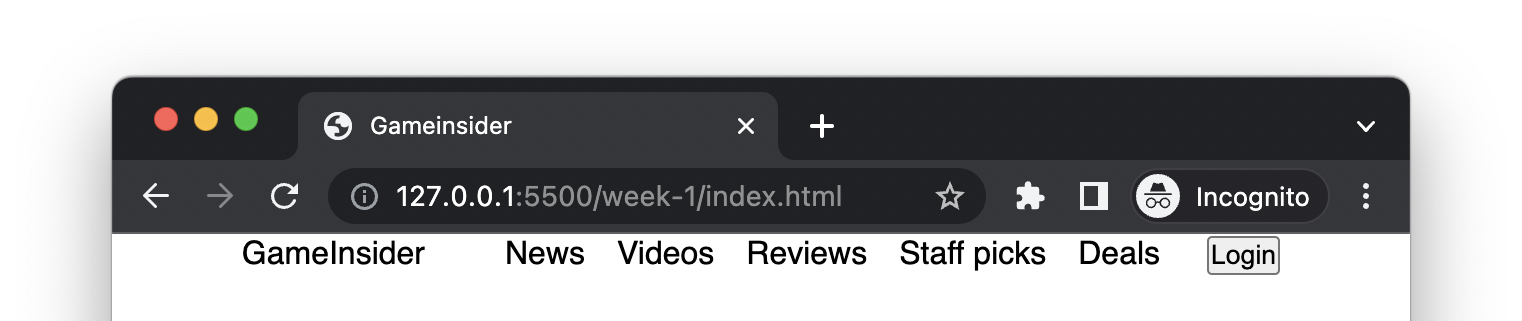 Gameinsider
127.0.0.1:5500/week-1/index.html
Incognito
GameInsider News Videos Reviews Staff picks Deals Login